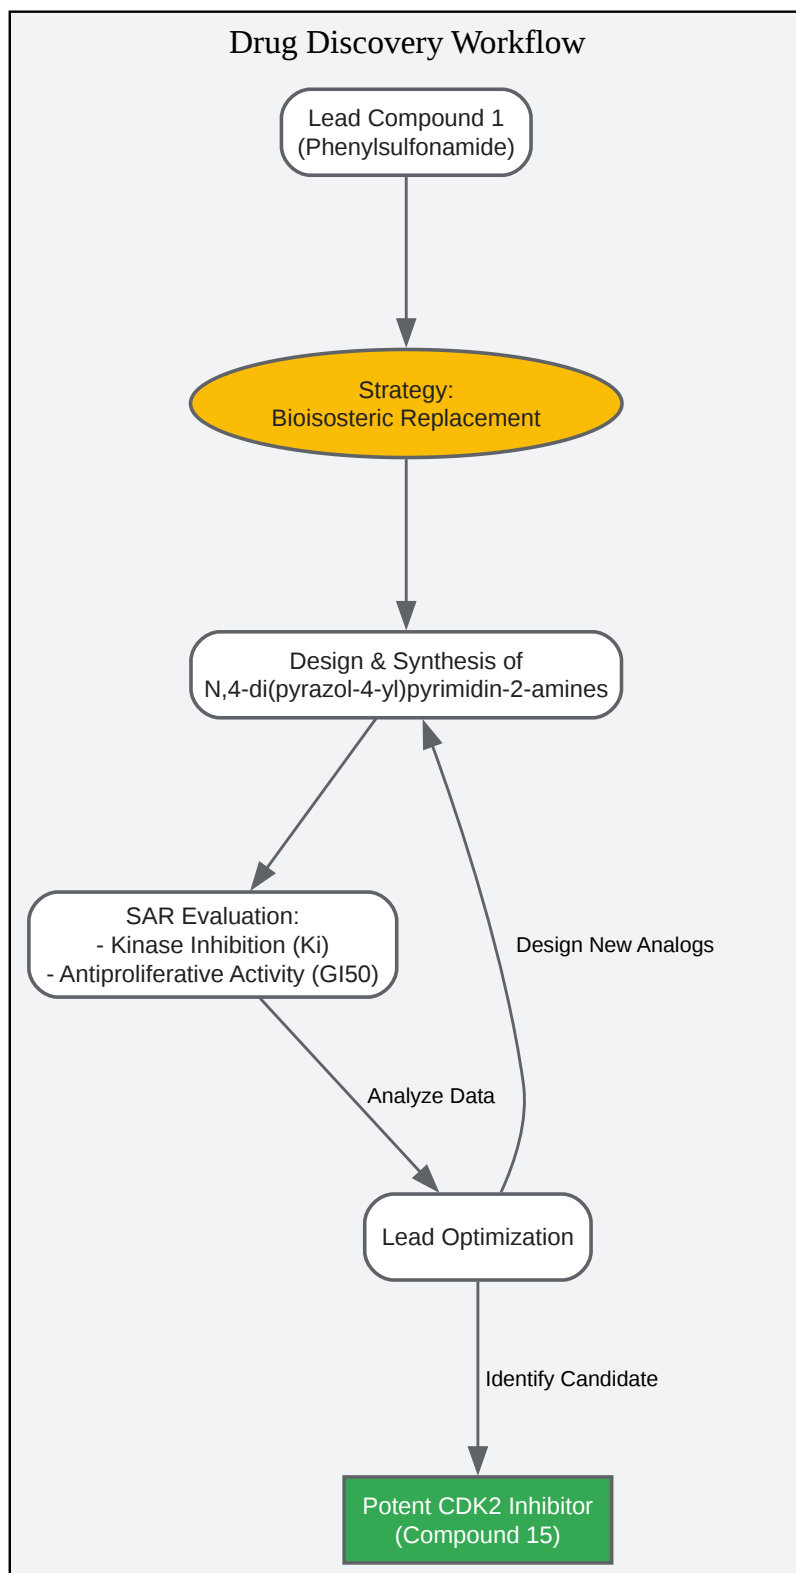 Drug Discovery Workflow
Lead Compound 1
(Phenylsulfonamide)
Strategy:
Bioisosteric Replacement
Design & Synthesis of
N,4-di(pyrazol-4-yl)pyrimidin-2-amines
SAR Evaluation:
- Kinase Inhibition (Ki)
- Antiproliferative Activity (GI50)
Design New Analogs
Analyze Data
Lead Optimization
Identify Candidate
Potent CDK2 Inhibitor
(Compound 15)